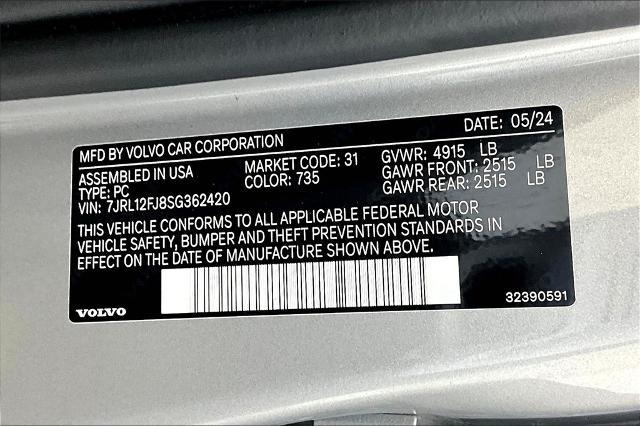 MFD BY VOLVO CAR CORPORATION DATE: 05/24
ASSEMBLED IN USA MARKET CODE: 31 GVWR: 4915 LB
TYPE: PC COLOR: 735 GAWR FRONT: 2515 LB
VIN: 7JRL12FJ8SG362420 GAWR REAR: 2515 LB
THIS VEHICLE CONFORMS TO ALL APPLICABLE FEDERAL MOTOR
VEHICLE SAFETY, BUMPER AND THEFT PREVENTION STANDARDS IN
EFFECT ON THE DATE OF MANUFACTURE SHOWN ABOVE.
VOLVO 32390591